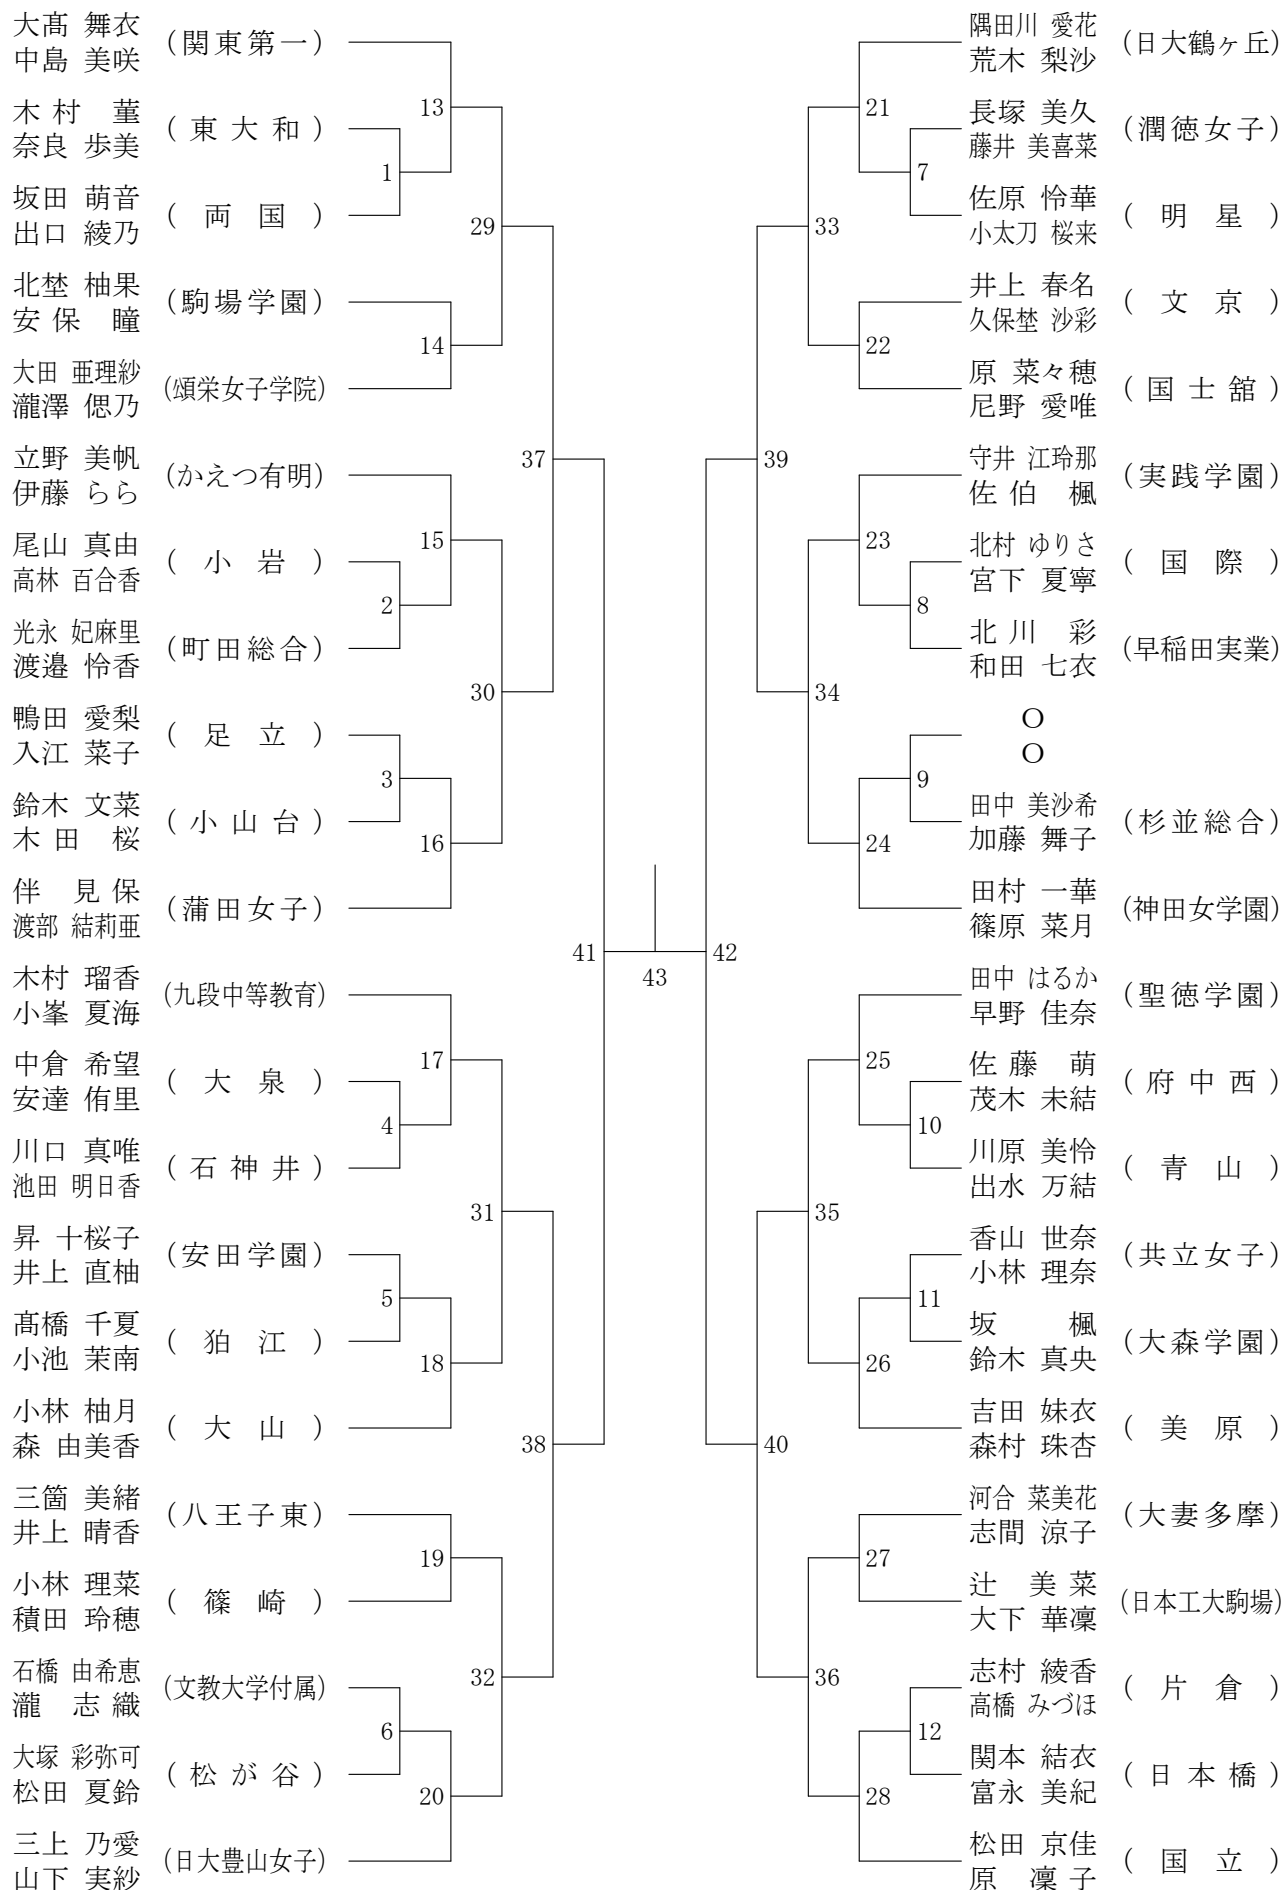 大髙 舞衣
中島 美咲
(関東第一)
木村 菫
奈良 歩美
(東大和)
坂田 萌音
出口 綾乃
(両国)
北埜 柚果
安保 瞳
(駒場学園)
大田 亜理紗
瀧澤 偲乃
(頌栄女子学院)
立野 美帆
伊藤 らら
(かえつ有明)
尾山 真由
高林 百合香
(小岩)
光永 妃麻里
渡邉 怜香
(町田総合)
鴨田 愛梨
入江 菜子
(足立)
鈴木 文菜
木田 桜
(小山台)
伴 見保
渡部 結莉亜
(蒲田女子)
木村 瑠香
小峯 夏海
(九段中等教育)
中倉 希望
安達 侑里
(大泉)
川口 真唯
池田 明日香
(石神井)
昇 十桜子
井上 直柚
(安田学園)
髙橋 千夏
小池 茉南
(狛江)
小林 柚月
森 由美香
(大山)
三箇 美緒
井上 晴香
(八王子東)
小林 理菜
積田 玲穂
(篠崎)
石橋 由希恵
瀧 志織
(文教大学付属)
大塚 彩弥可
松田 夏鈴
(松が谷)
三上 乃愛
山下 実紗
(日大豊山女子)
13
1
29
14
37
15
2
30
3
16
41
17
4
31
5
18
38
19
32
6
20
43
42
21
7
33
22
39
23
8
34
9
24
25
10
35
11
26
40
27
36
12
28
隅田川 愛花
荒木 梨沙
(日大鶴ヶ丘)
長塚 美久
藤井 美喜菜
(潤徳女子)
佐原 怜華
小太刀 桜来
(明星)
井上 春名
久保埜 沙彩
(文京)
原 菜々穂
尼野 愛唯
(国士舘)
守井 江玲那
佐伯 楓
(実践学園)
北村 ゆりさ
宮下 夏寧
(国際)
北川 彩
和田 七衣
(早稲田実業)
○
○
田中 美沙希
加藤 舞子
(杉並総合)
田村 一華
篠原 菜月
(神田女学園)
田中 はるか
早野 佳奈
(聖徳学園)
佐藤 萌
茂木 未結
(府中西)
川原 美怜
出水 万結
(青山)
香山 世奈
小林 理奈
(共立女子)
坂 楓
鈴木 真央
(大森学園)
吉田 妹衣
森村 珠杏
(美原)
河合 菜美花
志間 涼子
(大妻多摩)
辻 美菜
大下 華凜
(日本工大駒場)
志村 綾香
高橋 みづほ
(片倉)
関本 結衣
富永 美紀
(日本橋)
松田 京佳
原 凜子
(国立)